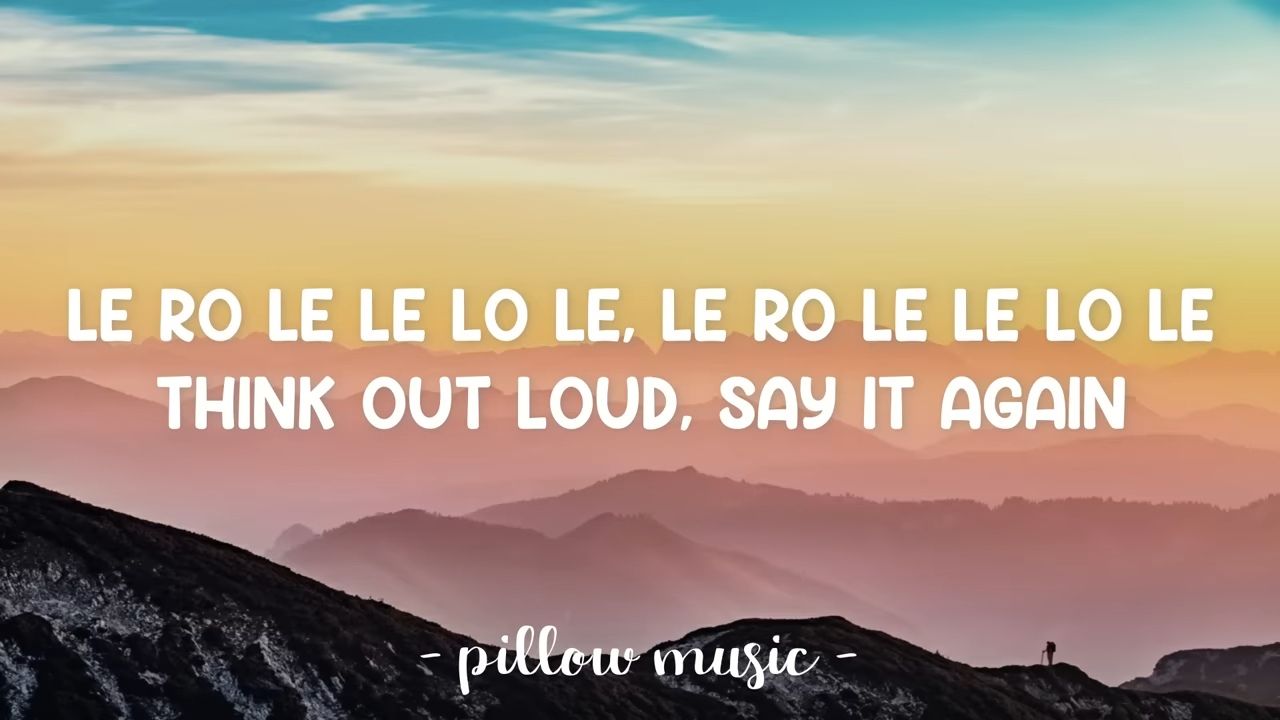 LE RO LE LE LO LE, LE RO LE LE LO LE
THINK OUT LOUD, SAY IT AGAIN
- pillow music -